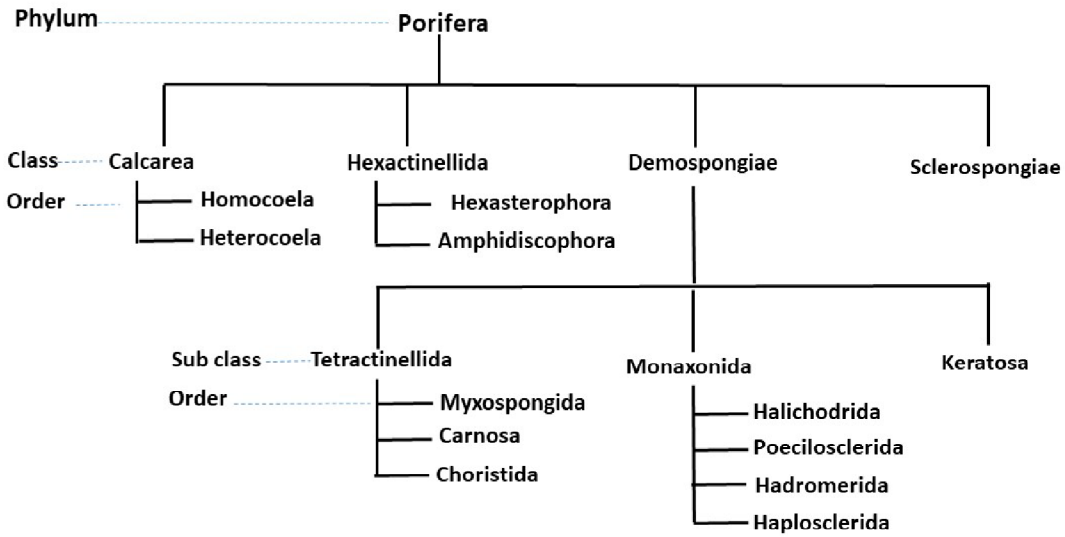 Phylum Porifera
Class Calcarea Hexactinellida Demospongiae Sclerospongiae
Order Homocoela Hexasterophora
Heterocoela Amphidiscophora
Sub class Tetractinellida Monaxonida Keratosa
Order Myxospongida Halichodrida
Carnosa Poecilosclerida
Choristida Hadromerida
Haplosclerida